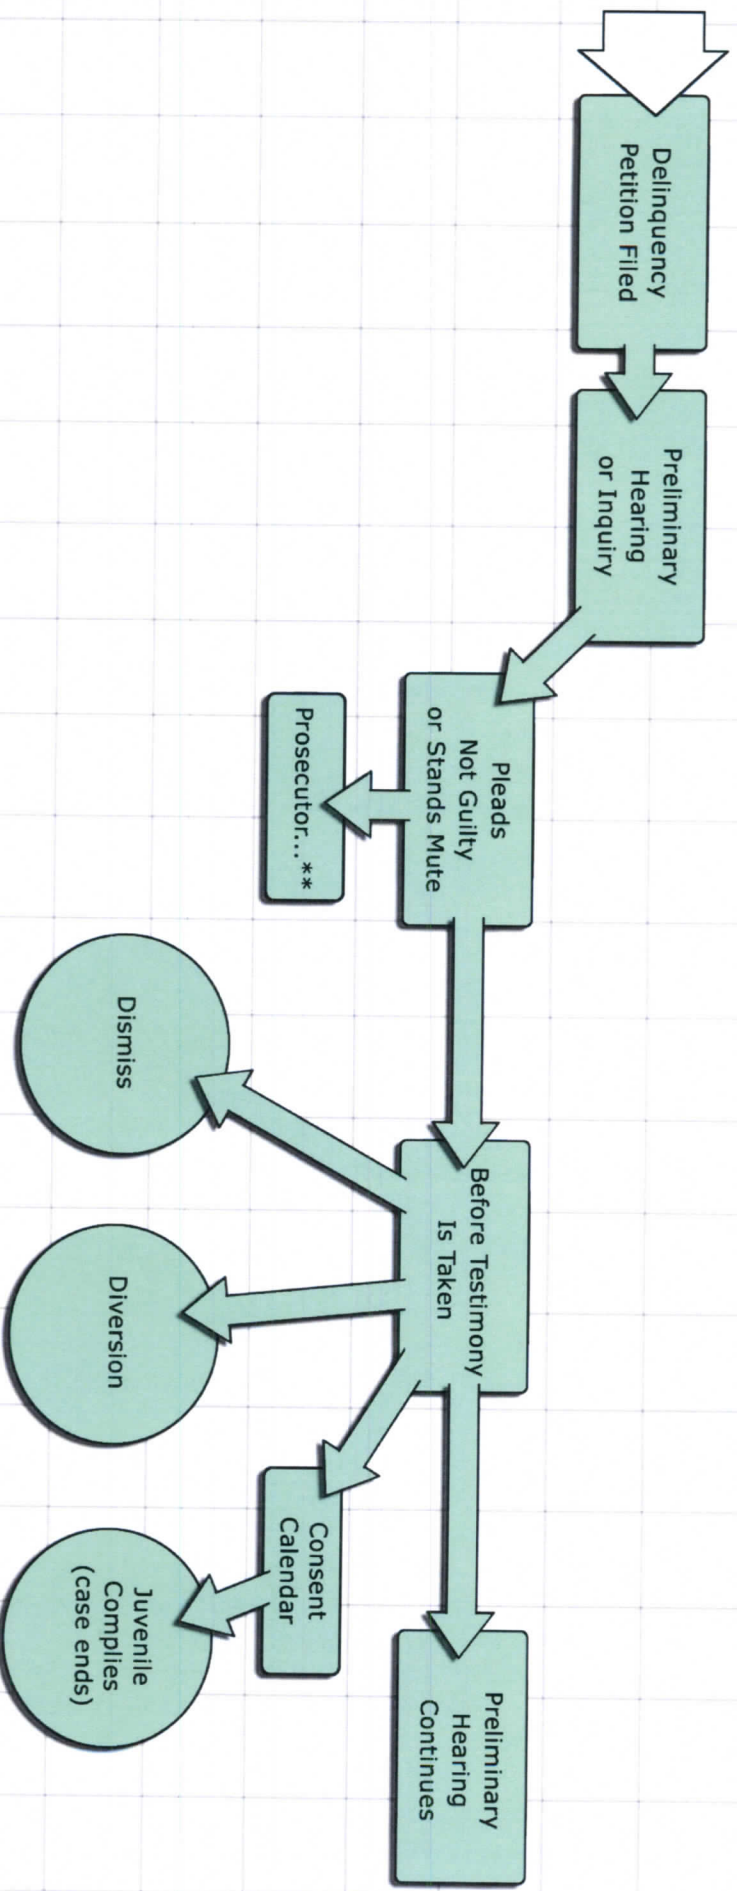 Delinquency
Petition Filed
Preliminary
Hearing
or Inquiry
Pleads
Not Guilty
or Stands Mute
Prosecutor...**
Before Testimony
Is Taken
Dismiss
Diversion
Consent
Calendar
Juvenile
Complies
(case ends)
Preliminary
Hearing
Continues